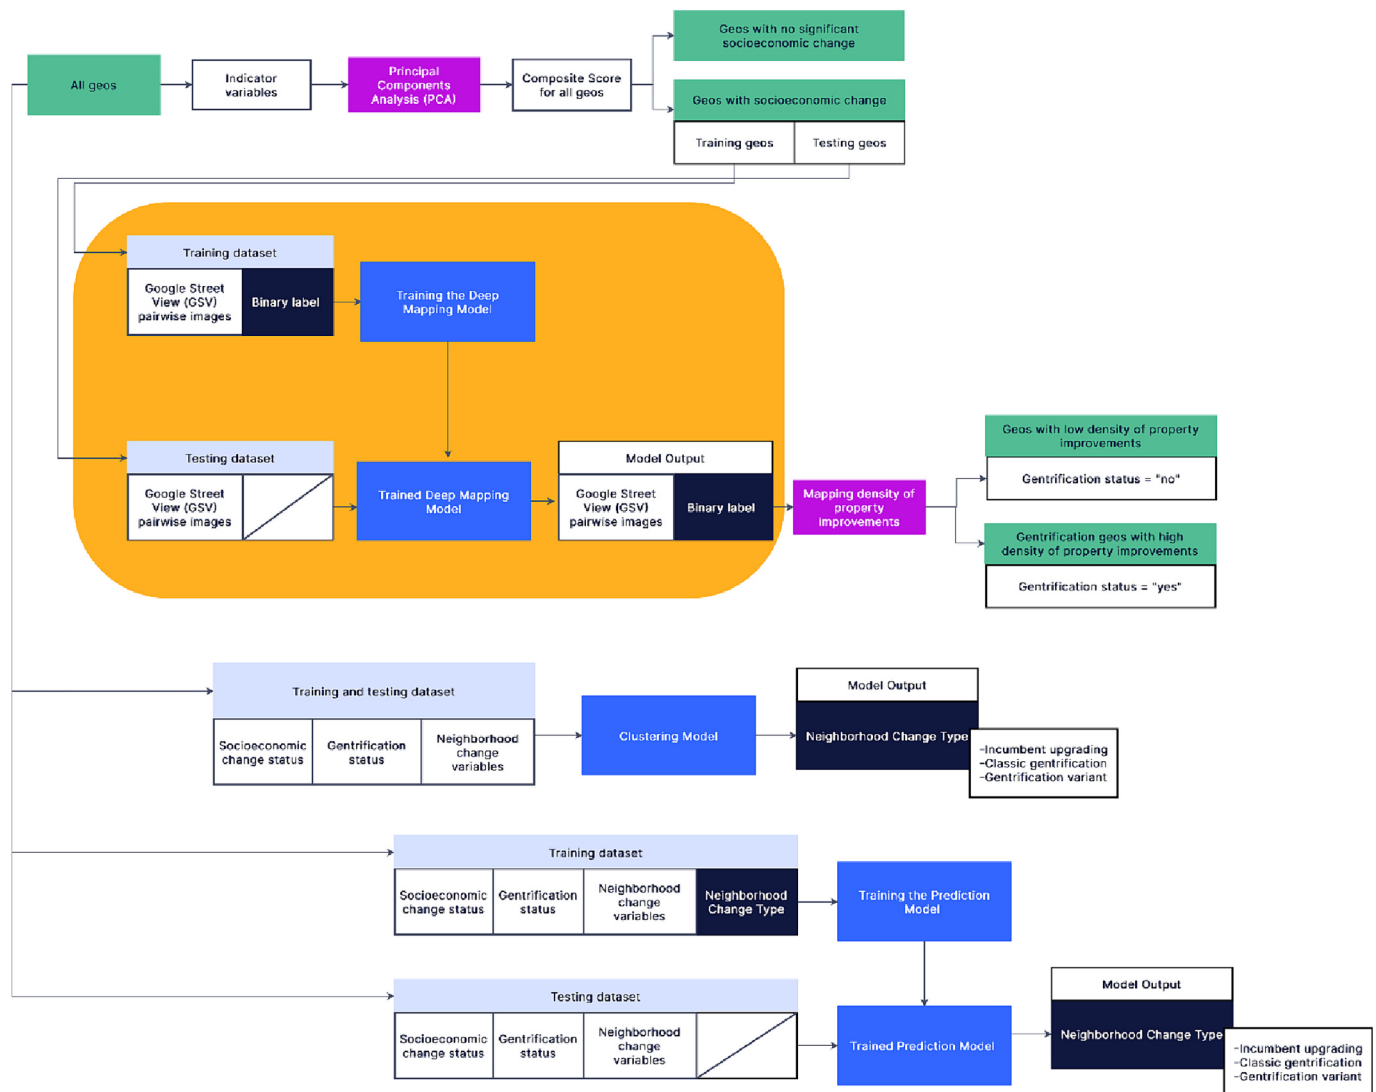 Geos with no significant
socioeconomic change
All geos
Indicator
variables
Principal
Components
Analysis (PCA)
Composite Score
for all geos
Geos with socioeconomic change
Training geos
Testing geos
Training dataset
Google Street
View (GSV)
pairwise images
Binary label
Training the Deep
Mapping Model
Testing dataset
Google Street
View (GSV)
pairwise images
Trained Deep Mapping
Model
Model Output
Google Street
View (GSV)
pairwise images
Binary label
Mapping density of
property
improvements
Geos with low density of property
improvements
Gentrification status = "no"
Gentrification geos with high
density of property improvements
Gentrification status = "yes"
Training and testing dataset
Socioeconomic
change status
Gentrification
status
Neighborhood
change
variables
Clustering Model
Model Output
Neighborhood Change Type
-Incumbent upgrading
-Classic gentrification
-Gentrification variant
Training dataset
Socioeconomic
change status
Gentrification
status
Neighborhood
change
variables
Neighborhood
Change Type
Training the Prediction
Model
Testing dataset
Socioeconomic
change status
Gentrification
status
Neighborhood
change
variables
Trained Prediction Model
Model Output
Neighborhood Change Type
-Incumbent upgrading
-Classic gentrification
-Gentrification variant